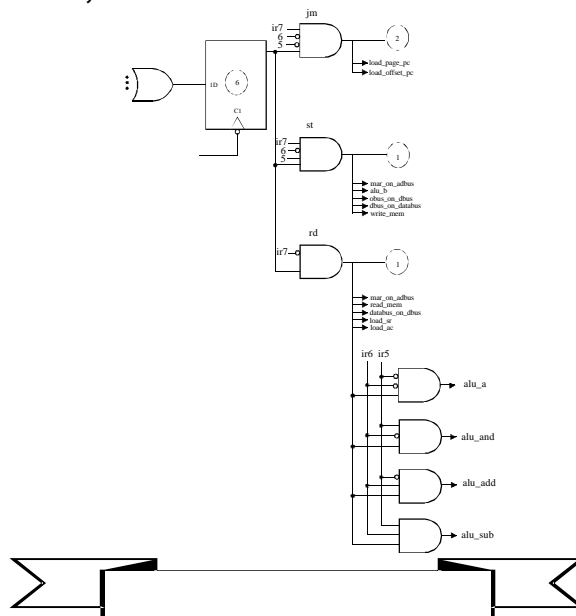 jm
ir7
6
5
2
load_page_pc
load_offset_pc
1D
6
C1
st
ir7
6
5
1
mar_on_adbus
alu_b
obus_on_dbus
dbus_on_databus
write_mem
rd
ir7
1
mar_on_adbus
read_mem
databus_on_dbus
load_sr
load_ac
ir6 ir5
alu_a
alu_and
alu_add
alu_sub